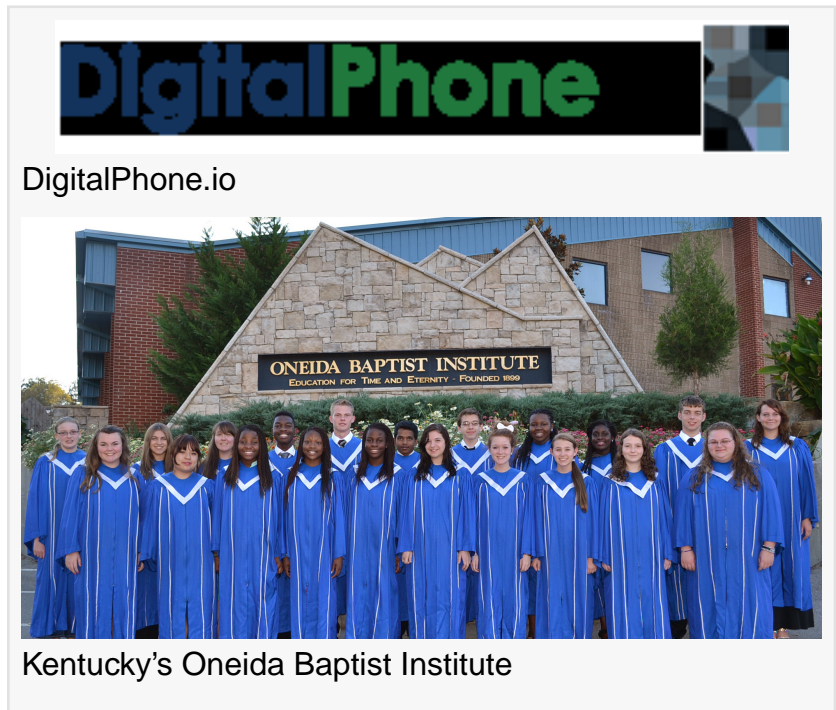 DigitalPhone
DigitalPhone.io
ONEIDA BAPTIST INSTITUTE
EDUCATION FOR TIME AND ETERNITY - FOUNDED 1899
Kentucky's Oneida Baptist Institute